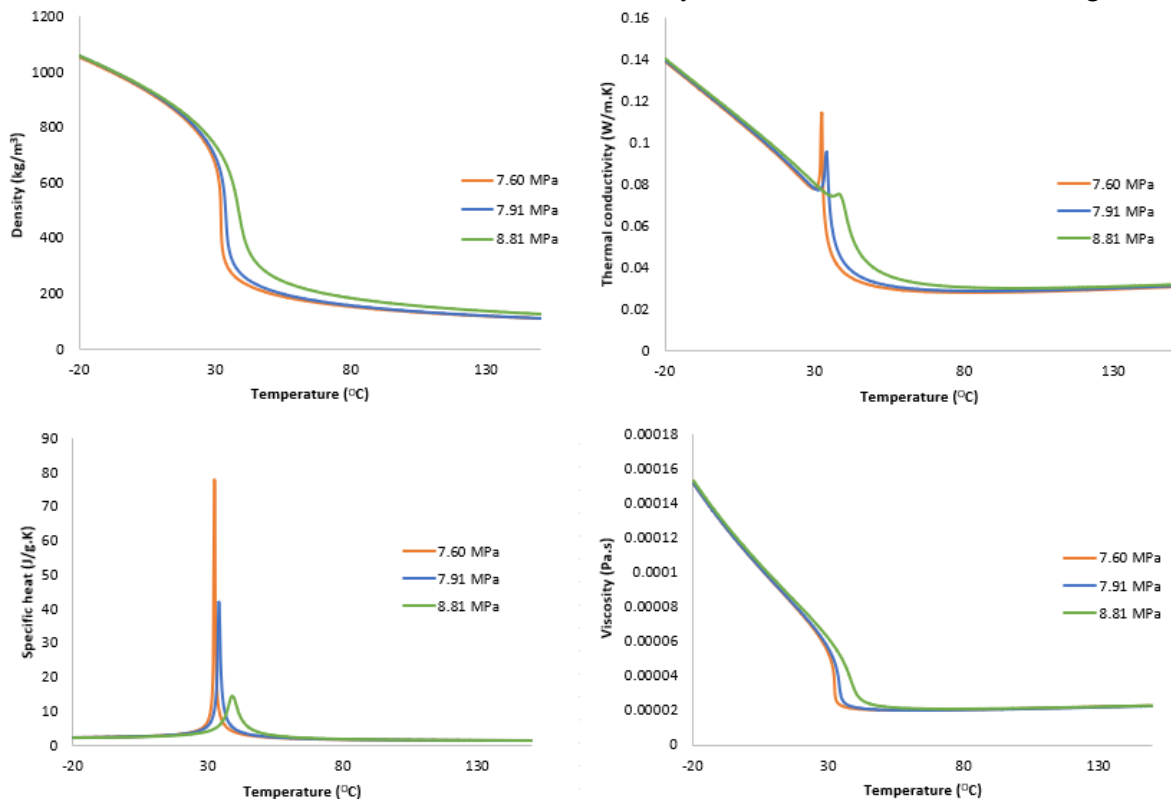 1200
1000
800
600
400
200
0
Density (kg/m³)
-20
30
80
130
Temperature (ᴼC)
7.60 MPa
7.91 MPa
8.81 MPa
0.16
0.14
0.12
0.1
0.08
0.06
0.04
0.02
0
Thermal conductivity (W/m.K)
-20
30
80
130
Temperature (ᴼC)
7.60 MPa
7.91 MPa
8.81 MPa
90
80
70
60
50
40
30
20
10
0
Specific heat (J/g.K)
-20
30
80
130
Temperature (ᴼC)
7.60 MPa
7.91 MPa
8.81 MPa
0.00018
0.00016
0.00014
0.00012
0.0001
0.00008
0.00006
0.00004
0.00002
0
Viscosity (Pa.s)
-20
30
80
130
Temperature (ᴼC)
7.60 MPa
7.91 MPa
8.81 MPa